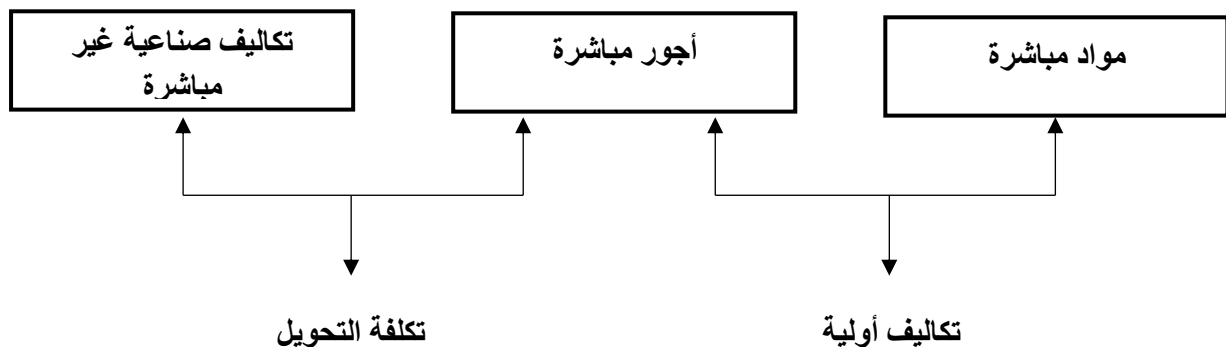 مواد مباشرة
أجور مباشرة
تكاليف صناعية غير
مباشرة
تكاليف أولية
تكلفة التحويل